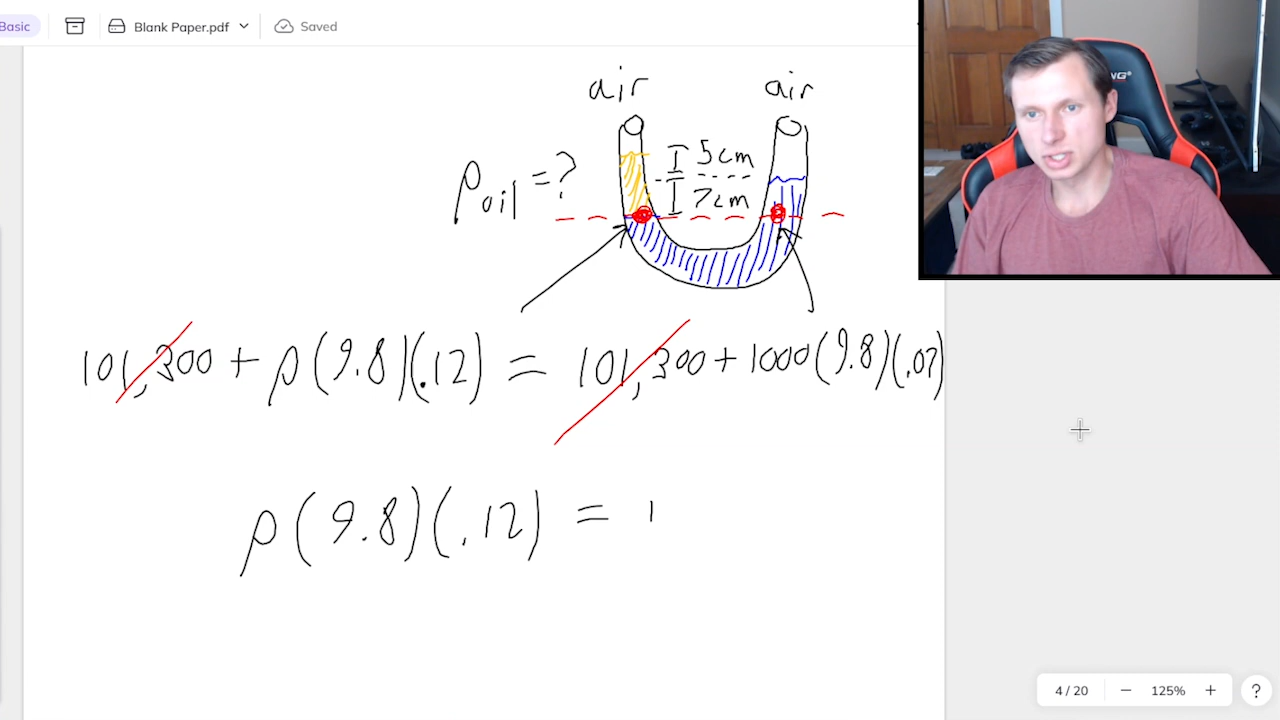 Basic
Blank Paper.pdf
Saved
air air
ρoil =?
5cm
7cm
101,300 + ρ(9.8)(.12) = 101,300 + 1000(9.8)(.07)
ρ(9.8)(.12) = 1
4 / 20
125%
?